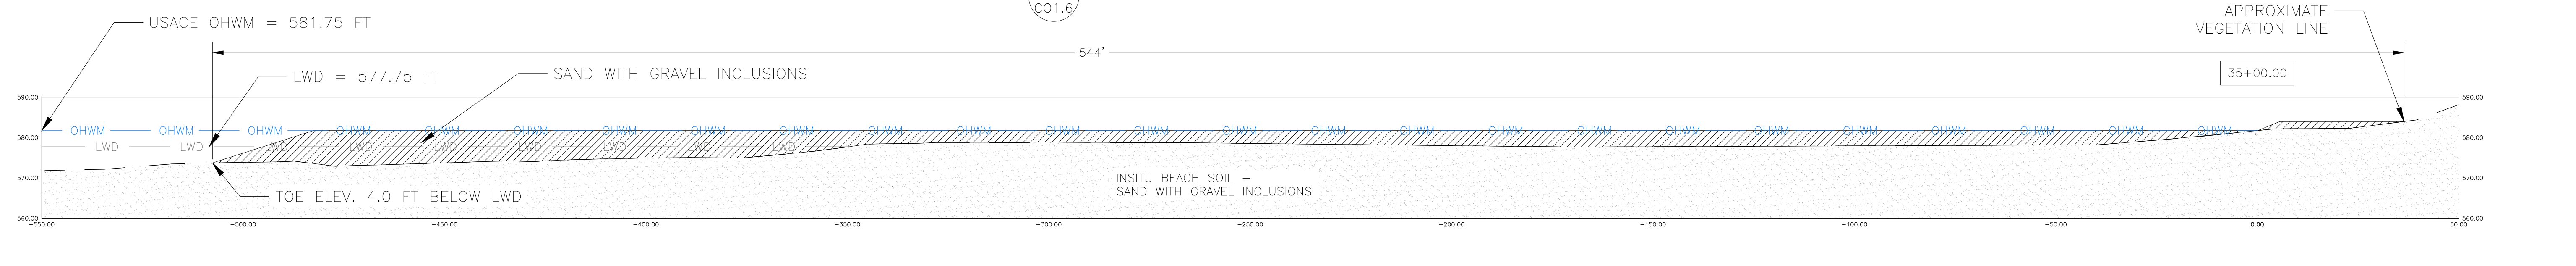 C01.6
USACE OHWM = 581.75 FT
APPROXIMATE
VEGETATION LINE
544'
LWD = 577.75 FT
SAND WITH GRAVEL INCLUSIONS
35+00.00
590.00 590.00
OHWM OHWM OHWM OHWM OHWM OHWM OHWM OHWM OHWM OHWM OHWM OHWM OHWM OHWM OHWM OHWM OHWM OHWM OHWM OHWM OHWM OHWM OHWM OHWM OHWM
580.00 580.00
LWD LWD LWD LWD LWD LWD LWD LWD LWD
570.00 570.00
INSITU BEACH SOIL –
SAND WITH GRAVEL INCLUSIONS
TOE ELEV. 4.0 FT BELOW LWD
560.00 560.00
−550.00 −500.00 −450.00 −400.00 −350.00 −300.00 −250.00 −200.00 −150.00 −100.00 −50.00 0.00 50.00